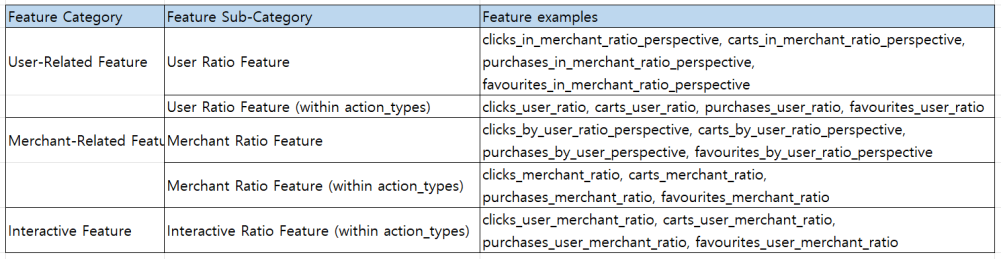 Feature Category Feature Sub-Category Feature examples
User-Related Feature User Ratio Feature clicks_in_merchant_ratio_perspective, carts_in_merchant_ratio_perspective,
purchases_in_merchant_ratio_perspective,
favourites_in_merchant_ratio_perspective
User Ratio Feature (within action_types) clicks_user_ratio, carts_user_ratio, purchases_user_ratio, favourites_user_ratio
Merchant-Related Featu Merchant Ratio Feature clicks_by_user_ratio_perspective, carts_by_user_ratio_perspective,
purchases_by_user_perspective, favourites_by_user_ratio_perspective
Merchant Ratio Feature (within action_types) clicks_merchant_ratio, carts_merchant_ratio,
purchases_merchant_ratio, favourites_merchant_ratio
Interactive Feature Interactive Ratio Feature (within action_types) clicks_user_merchant_ratio, carts_user_merchant_ratio,
purchases_user_merchant_ratio, favourites_user_merchant_ratio